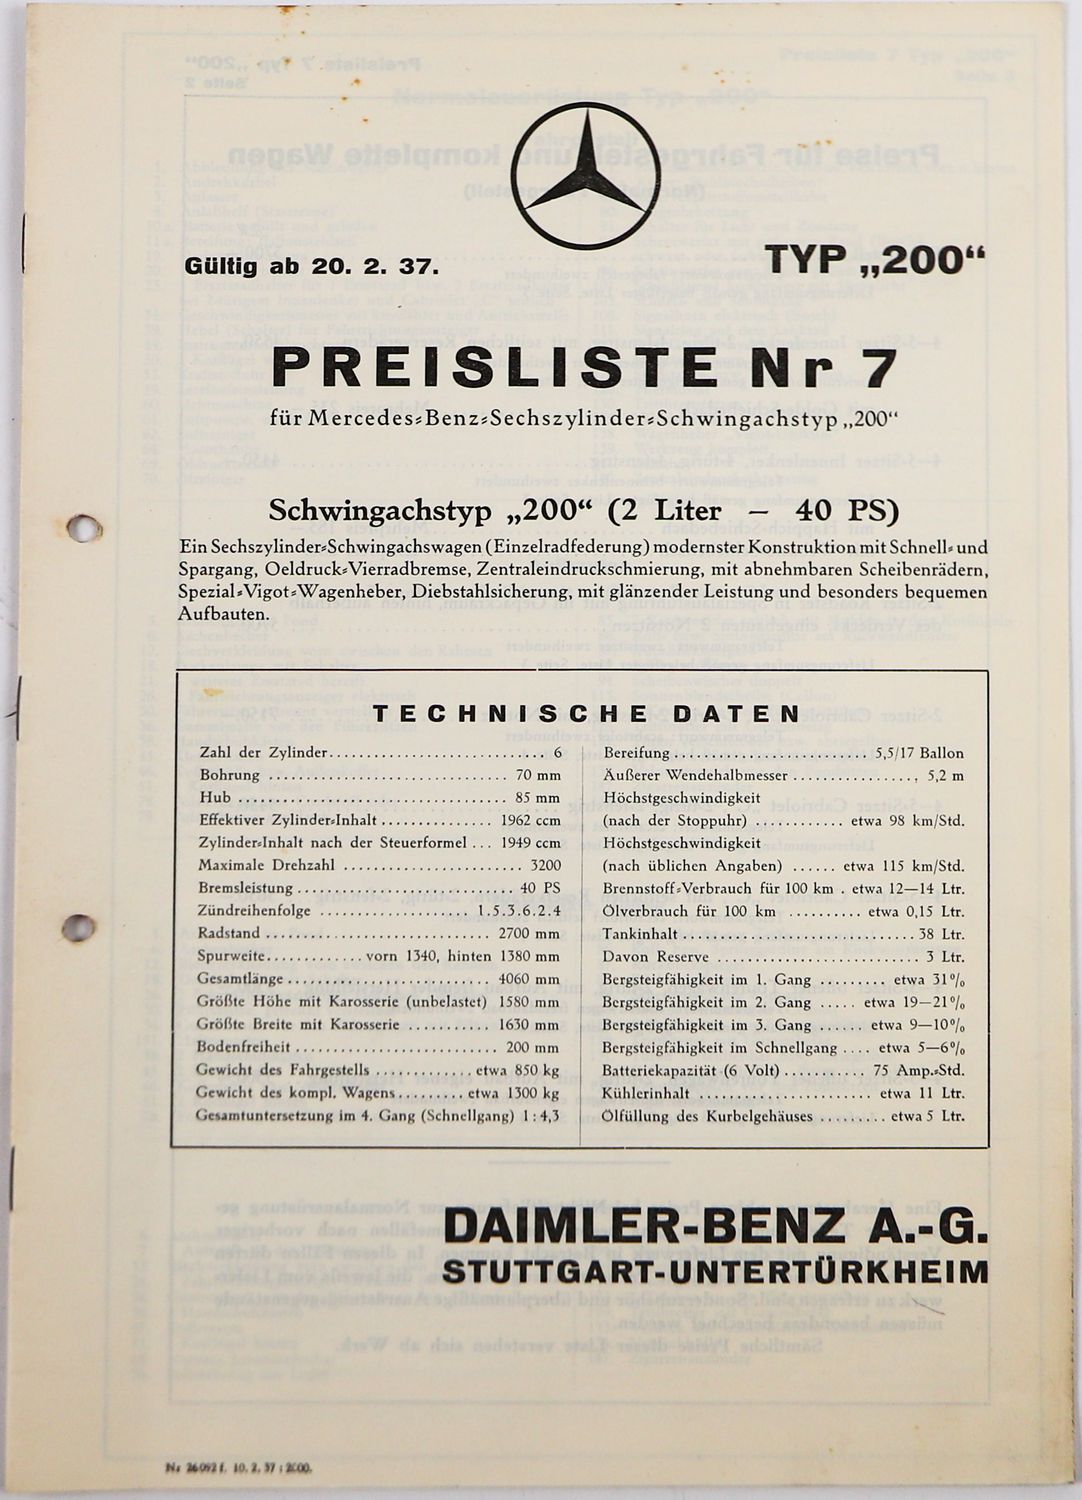 Gültig ab 20. 2. 37.
TYP „200“
PREISLISTE Nr 7
für Mercedes-Benz-Sechszylinder-Schwingachstyp „200“
Schwingachstyp „200“ (2 Liter — 40 PS)
Ein Sechszylinder-Schwingachswagen (Einzelradfederung) modernster Konstruktion mit Schnell- und
Spargang, Oeldruck-Vierradbremse, Zentraleindruckschmierung, mit abnehmbaren Scheibenrädern,
Spezial-Vigot-Wagenheber, Diebstahlsicherung, mit glänzender Leistung und besonders bequemen
Aufbauten.
TECHNISCHE DATEN
Zahl der Zylinder........................... 6
Bohrung .............................. 70 mm
Hub .................................. 85 mm
Effektiver Zylinder-Inhalt............... 1962 ccm
Zylinder-Inhalt nach der Steuerformel ... 1949 ccm
Maximale Drehzahl ........................ 3200
Bremsleistung............................ 40 PS
Zündreihenfolge ................... 1.5.3.6.2.4
Radstand ............................ 2700 mm
Spurweite............ vorn 1340, hinten 1380 mm
Gesamtlänge.......................... 4060 mm
Größte Höhe mit Karosserie (unbelastet) 1580 mm
Größte Breite mit Karosserie ........... 1630 mm
Bodenfreiheit.......................... 200 mm
Gewicht des Fahrgestells ............ etwa 850 kg
Gewicht des kompl. Wagens......... etwa 1300 kg
Gesamtuntersetzung im 4. Gang (Schnellgang) 1 : 4,3
Bereifung ......................... 5,5/17 Ballon
Äußerer Wendehalbmesser ................ 5,2 m
Höchstgeschwindigkeit
(nach der Stoppuhr) ............ etwa 98 km/Std.
Höchstgeschwindigkeit
(nach üblichen Angaben) ...... etwa 115 km/Std.
Brennstoff-Verbrauch für 100 km . etwa 12—14 Ltr.
Ölverbrauch für 100 km .......... etwa 0,15 Ltr.
Tankinhalt.............................. 38 Ltr.
Davon Reserve .......................... 3 Ltr.
Bergsteigfähigkeit im 1. Gang ......... etwa 31%
Bergsteigfähigkeit im 2. Gang ..... etwa 19—21%
Bergsteigfähigkeit im 3. Gang ...... etwa 9—10%
Bergsteigfähigkeit im Schnellgang .... etwa 5—6%
Batteriekapazität (6 Volt) .......... 75 Amp.-Std.
Kühlerinhalt ...................... etwa 11 Ltr.
Ölfüllung des Kurbelgehäuses ......... etwa 5 Ltr.
DAIMLER-BENZ A.-G.
STUTTGART-UNTERTÜRKHEIM
Nr 26092 f. 10. 2. 37 : 2000.